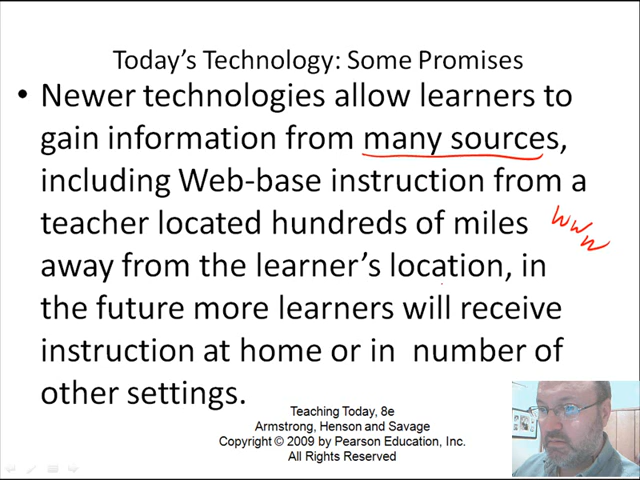 Today's Technology: Some Promises
• Newer technologies allow learners to
gain information from many sources,
including Web-base instruction from a
teacher located hundreds of miles
www
away from the learner's location, in
the future more learners will receive
instruction at home or in number of
other settings.
Teaching Today, 8e
Armstrong, Henson and Savage
Copyright © 2009 by Pearson Education, Inc.
All Rights Reserved